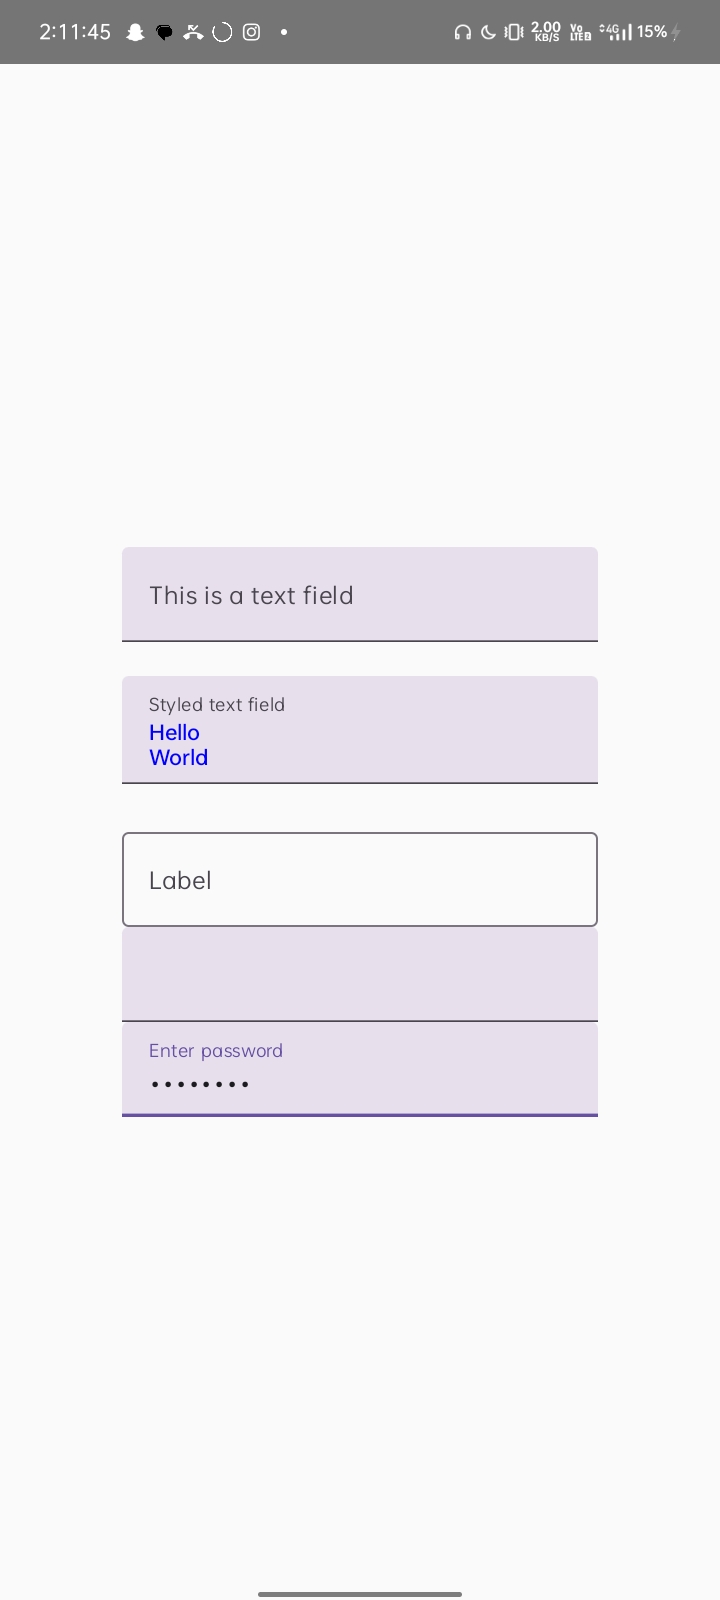 2:11:45 2.00 KB/S Vo LTE 2 4G 15%
This is a text field
Styled text field
Hello
World
Label
Enter password
••••••••